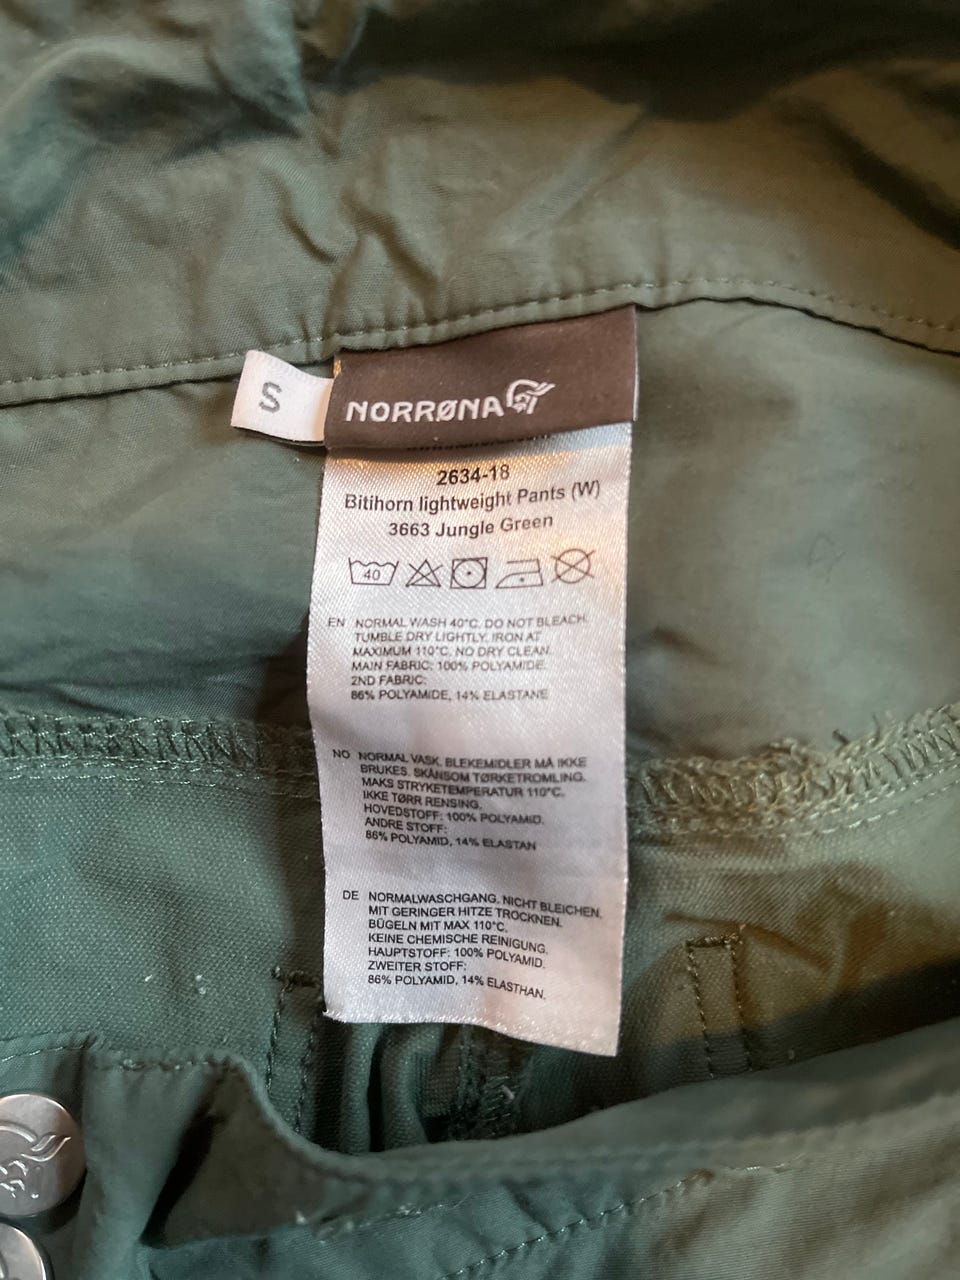 S
NORRØNA
2634-18
Bitihorn lightweight Pants (W)
3663 Jungle Green
40
EN NORMAL WASH 40°C. DO NOT BLEACH.
TUMBLE DRY LIGHTLY. IRON AT
MAXIMUM 110°C. NO DRY CLEAN.
MAIN FABRIC: 100% POLYAMIDE.
2ND FABRIC:
86% POLYAMIDE, 14% ELASTANE
NO NORMAL VASK. BLEKEMIDLER MÅ IKKE
BRUKES. SKÅNSOM TØRKETROMLING.
MAKS STRYKETEMPERATUR 110°C.
IKKE TØRR RENSING.
HOVEDSTOFF: 100% POLYAMID.
ANDRE STOFF:
86% POLYAMID, 14% ELASTAN
DE NORMALWASCHGANG. NICHT BLEICHEN.
MIT GERINGER HITZE TROCKNEN.
BÜGELN MIT MAX 110°C.
KEINE CHEMISCHE REINIGUNG.
HAUPTSTOFF: 100% POLYAMID.
ZWEITER STOFF:
86% POLYAMID, 14% ELASTHAN.